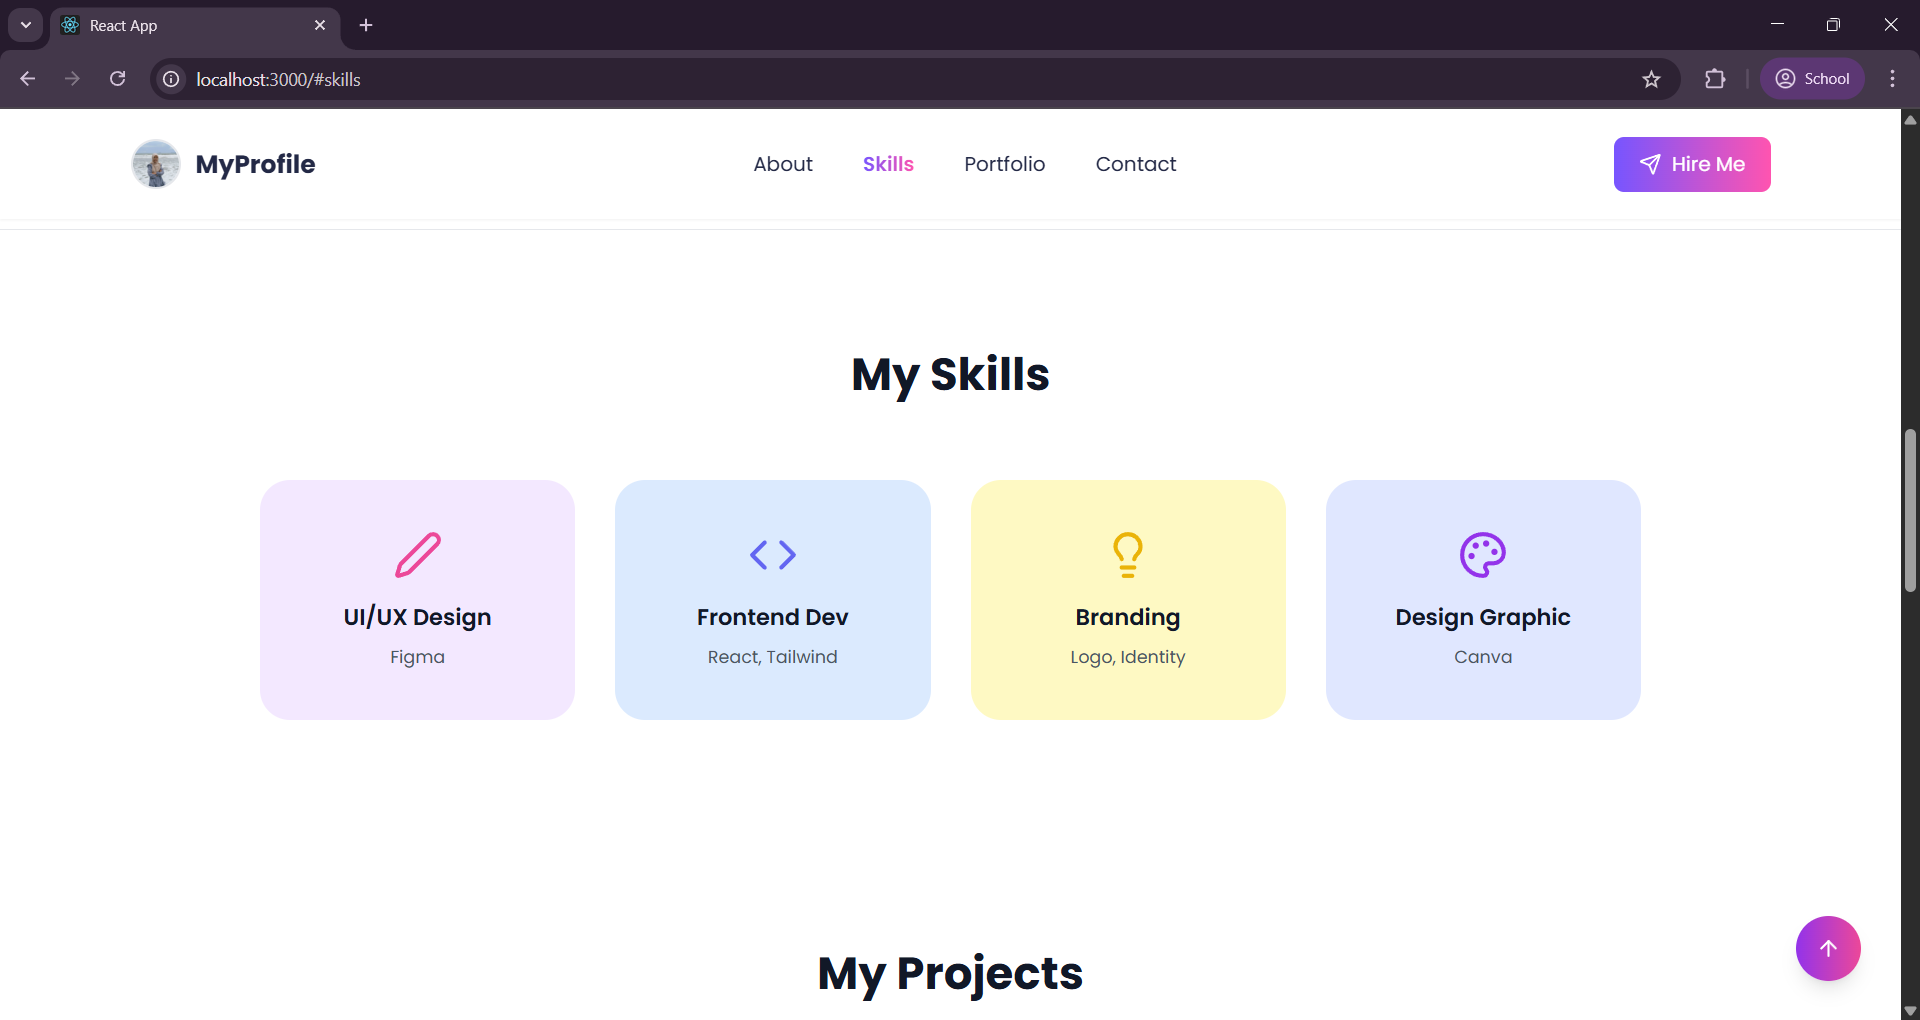 React App
localhost:3000/#skills
School
MyProfile
About
Skills
Portfolio
Contact
Hire Me
My Skills
UI/UX Design
Figma
Frontend Dev
React, Tailwind
Branding
Logo, Identity
Design Graphic
Canva
My Projects